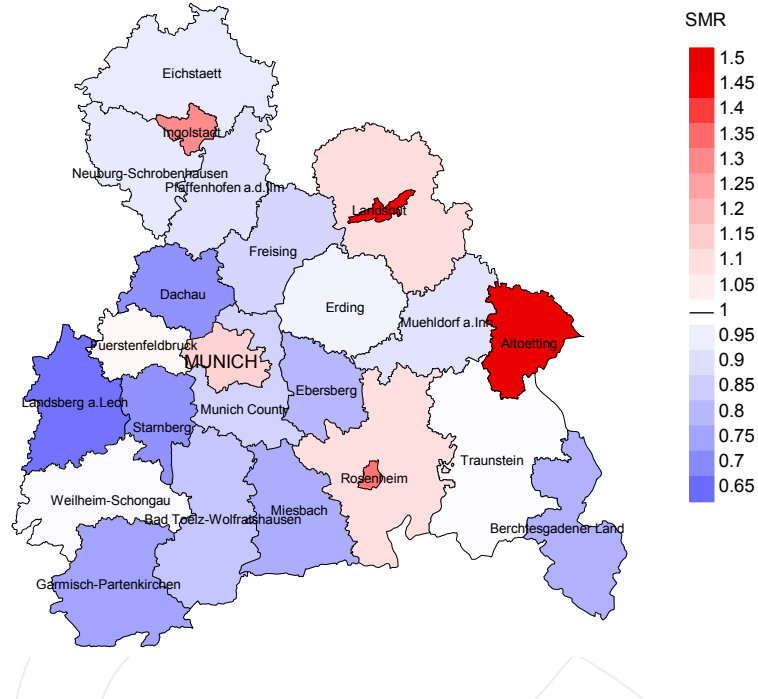 SMR
1.5
1.45
1.4
1.35
1.3
1.25
1.2
1.15
1.1
1.05
1
0.95
0.9
0.85
0.8
0.75
0.7
0.65
Eichstaett
Ingolstadt
Neuburg-Schrobenhausen
Pfaffenhofen a.d.Ilm
Landshut
Freising
Dachau
Erding
Muehldorf a.Inn
Altoetting
Fuerstenfeldbruck
MUNICH
Ebersberg
Landsberg a.Lech
Munich County
Starnberg
Traunstein
Rosenheim
Weilheim-Schongau
Miesbach
Bad Toelz-Wolfratshausen
Berchtesgadener Land
Garmisch-Partenkirchen